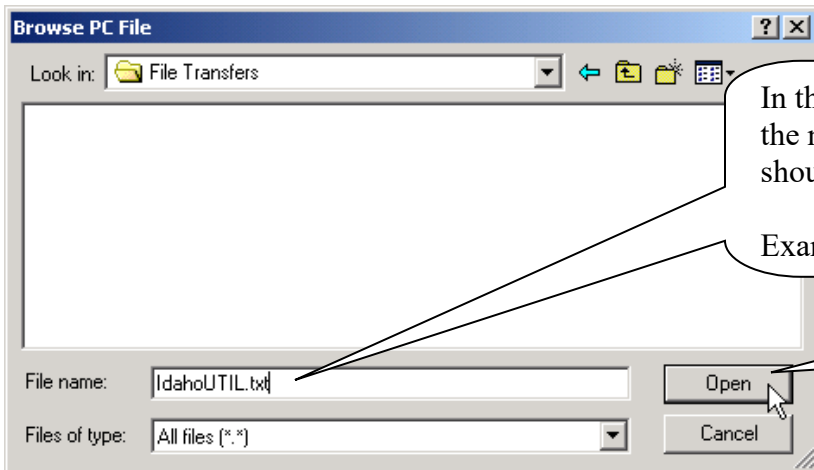 Browse PC File
Look in: File Transfers
In th
the
shou
Exa
File name: IdahoUTIL.txt Open
Files of type: All files (*.*) Cancel